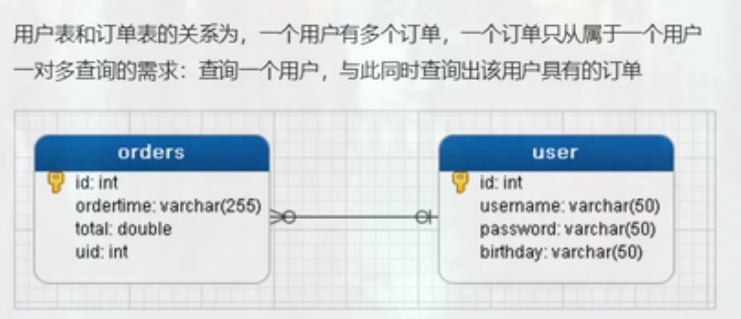 用户表和订单表的关系为，一个用户有多个订单，一个订单只从属于一个用户
一对多查询的需求：查询一个用户，与此同时查询出该用户具有的订单
orders
id: int
ordertime: varchar(255)
total: double
uid: int
user
id: int
username: varchar(50)
password: varchar(50)
birthday: varchar(50)